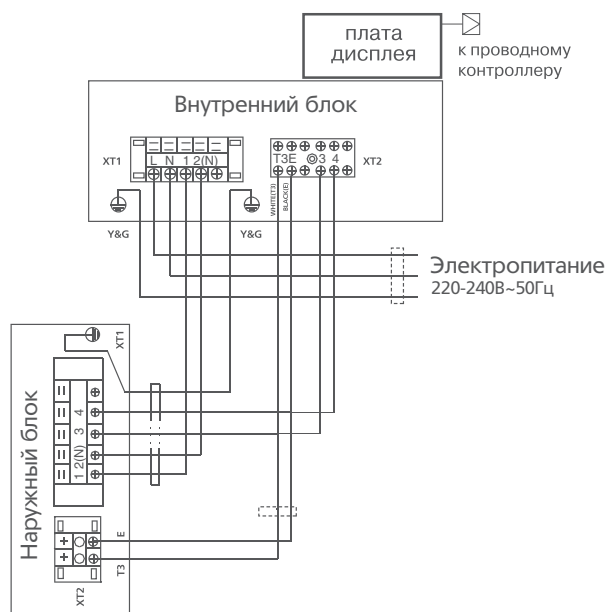 плата
дисплея
к проводному
контроллеру
Внутренний блок
XT1
L N 1 2(N)
T3E 3 4
XT2
WHITE(T3)
BLACK(E)
Y&G
Y&G
Электропитание
220-240В~50Гц
Наружный блок
XT1
4
3
2(N)
1
E
T3
XT2